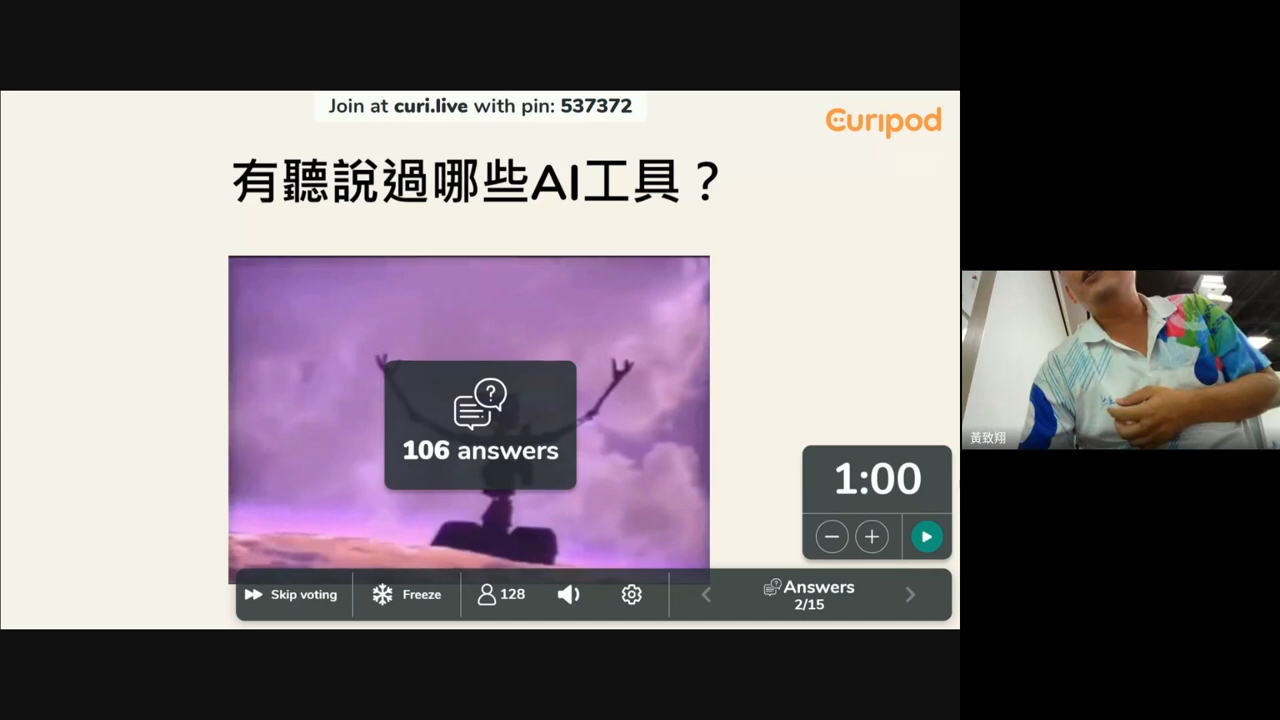 Join at curi.live with pin: 537372
Curipod
有聽說過哪些AI工具？
?
106 answers
1:00
Skip voting
Freeze
128
Answers
2/15
黃致翔